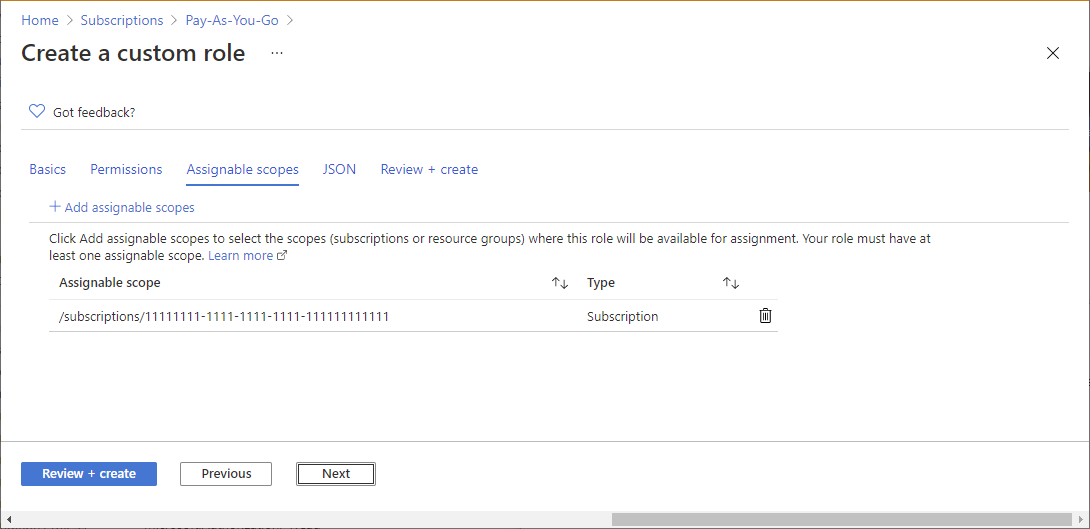 Home > Subscriptions > Pay-As-You-Go >
Create a custom role ...
Got feedback?
Basics Permissions Assignable scopes JSON Review + create
+ Add assignable scopes
Click Add assignable scopes to select the scopes (subscriptions or resource groups) where this role will be available for assignment. Your role must have at
least one assignable scope. Learn more
Assignable scope Type
/subscriptions/11111111-1111-1111-1111-111111111111 Subscription
Review + create Previous Next